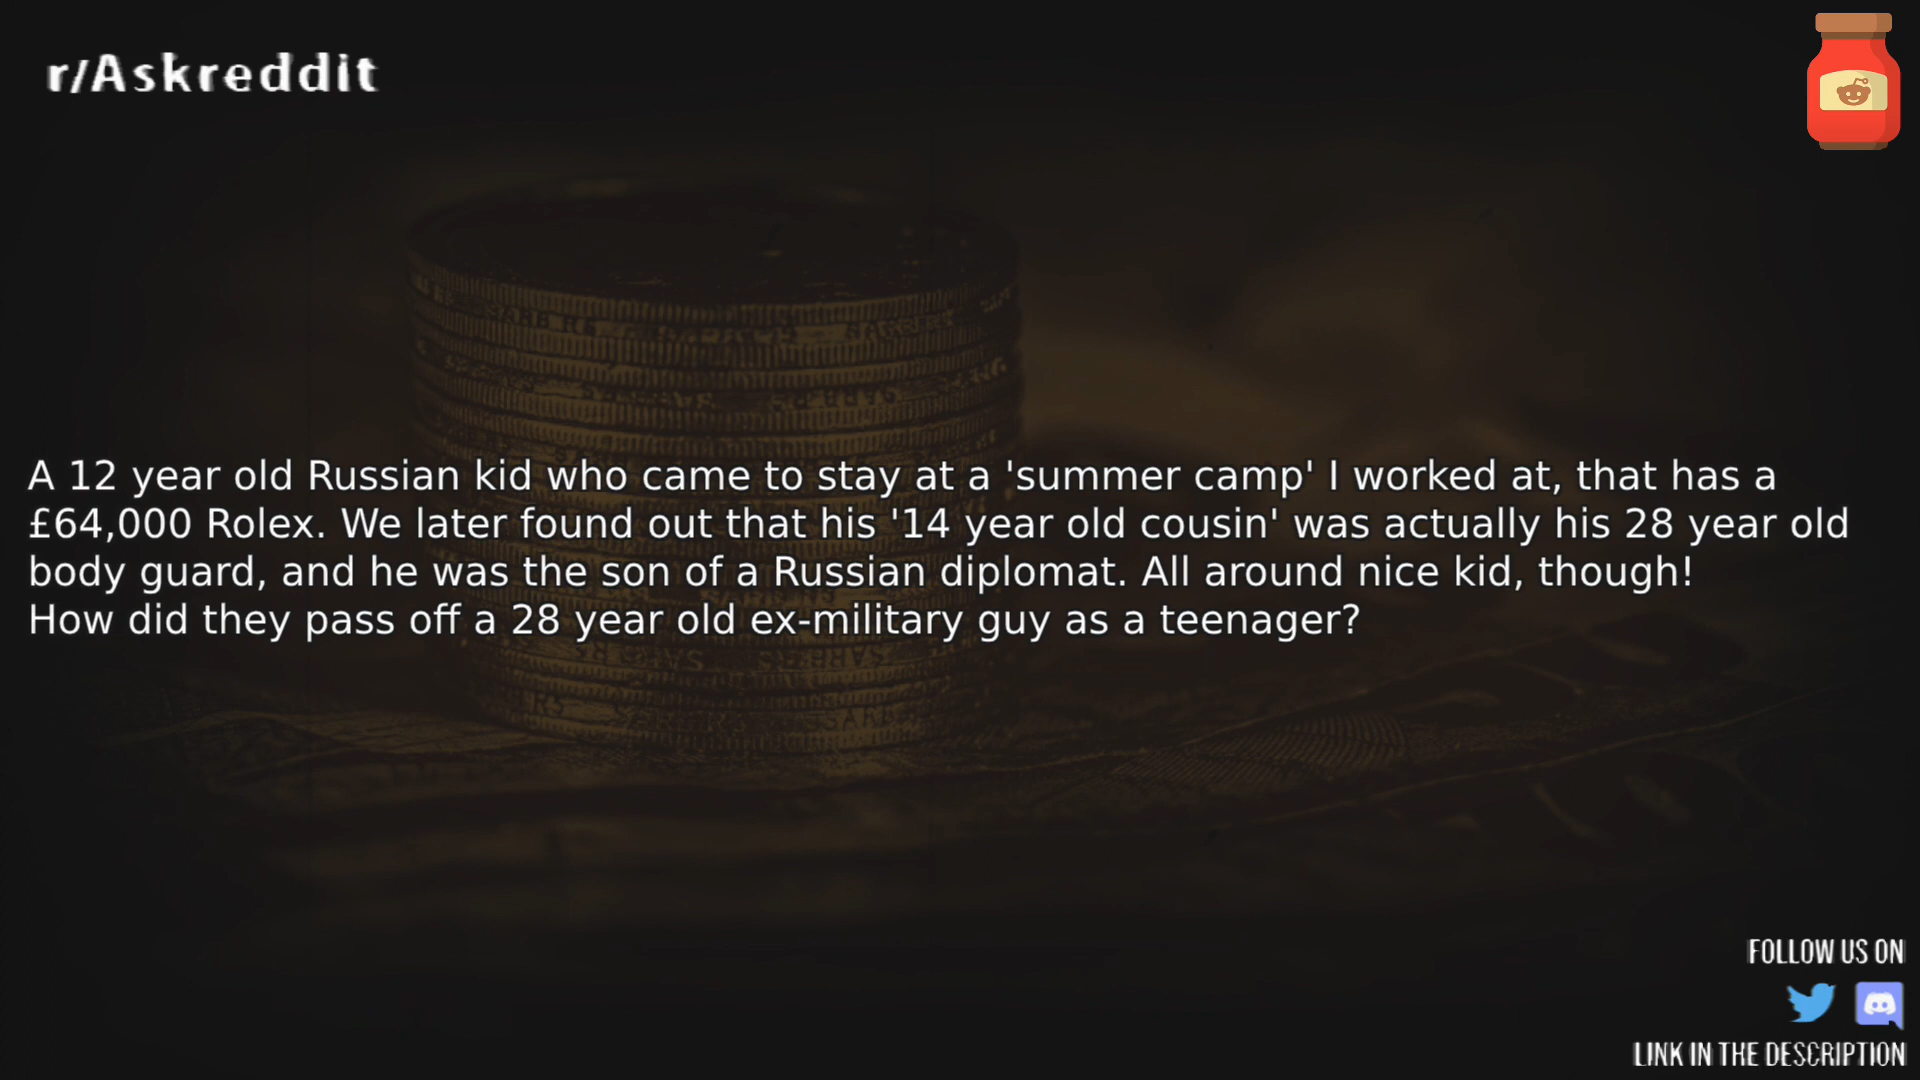 r/Askreddit
A 12 year old Russian kid who came to stay at a 'summer camp' I worked at, that has a
£64,000 Rolex. We later found out that his '14 year old cousin' was actually his 28 year old
body guard, and he was the son of a Russian diplomat. All around nice kid, though!
How did they pass off a 28 year old ex-military guy as a teenager?
FOLLOW US ON
LINK IN THE DESCRIPTION